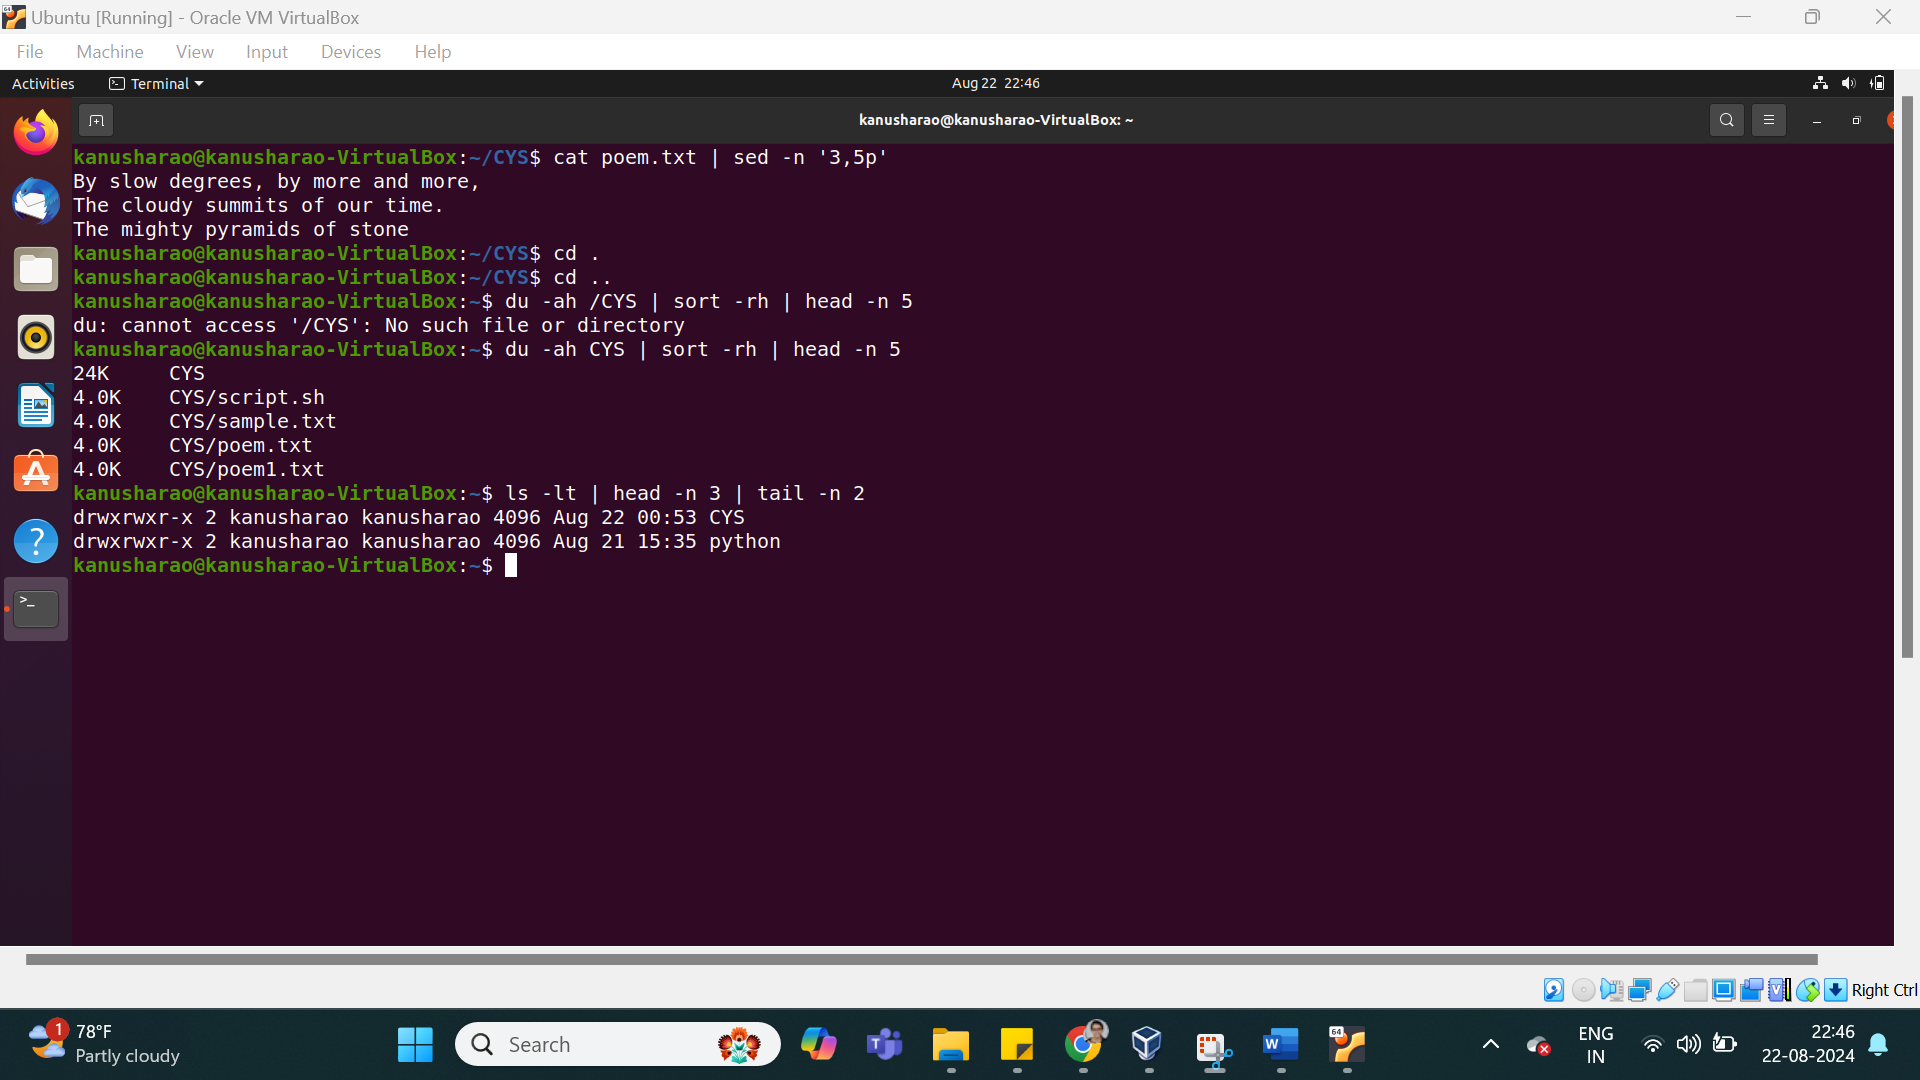 Ubuntu [Running] - Oracle VM VirtualBox
File Machine View Input Devices Help
Activities Terminal Aug 22 22:46
kanusharao@kanusharao-VirtualBox: ~
kanusharao@kanusharao-VirtualBox:~/CYS$ cat poem.txt | sed -n '3,5p'
By slow degrees, by more and more,
The cloudy summits of our time.
The mighty pyramids of stone
kanusharao@kanusharao-VirtualBox:~/CYS$ cd .
kanusharao@kanusharao-VirtualBox:~/CYS$ cd ..
kanusharao@kanusharao-VirtualBox:~$ du -ah /CYS | sort -rh | head -n 5
du: cannot access '/CYS': No such file or directory
kanusharao@kanusharao-VirtualBox:~$ du -ah CYS | sort -rh | head -n 5
24K CYS
4.0K CYS/script.sh
4.0K CYS/sample.txt
4.0K CYS/poem.txt
4.0K CYS/poem1.txt
kanusharao@kanusharao-VirtualBox:~$ ls -lt | head -n 3 | tail -n 2
drwxrwxr-x 2 kanusharao kanusharao 4096 Aug 22 00:53 CYS
drwxrwxr-x 2 kanusharao kanusharao 4096 Aug 21 15:35 python
kanusharao@kanusharao-VirtualBox:~$
Right Ctrl
1 78°F
Partly cloudy
Search
64
ENG
IN
22:46
22-08-2024